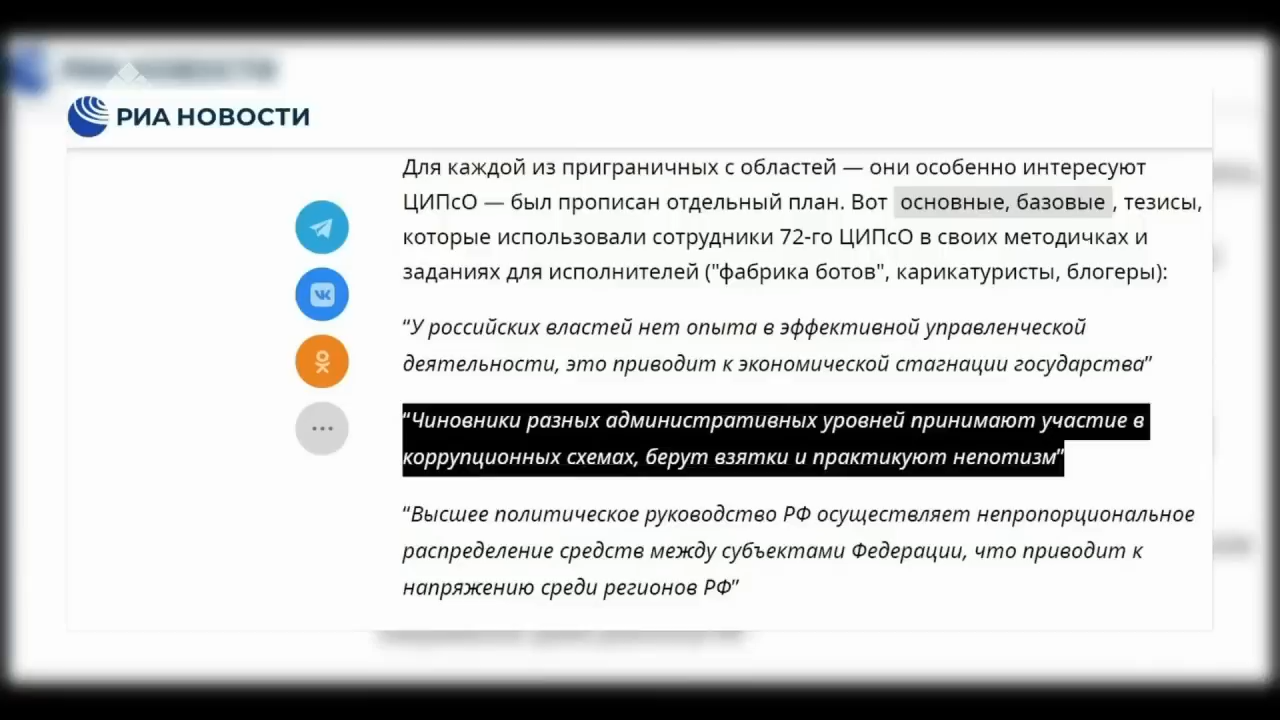 РИА НОВОСТИ
Для каждой из приграничных с областей — они особенно интересуют
ЦИПсО — был прописан отдельный план. Вот основные, базовые, тезисы,
которые использовали сотрудники 72-го ЦИПсО в своих методичках и
заданиях для исполнителей ("фабрика ботов", карикатуристы, блогеры):
“У российских властей нет опыта в эффективной управленческой
деятельности, это приводит к экономической стагнации государства”
“Чиновники разных административных уровней принимают участие в
коррупционных схемах, берут взятки и практикуют непотизм”
“Высшее политическое руководство РФ осуществляет непропорциональное
распределение средств между субъектами Федерации, что приводит к
напряжению среди регионов РФ”